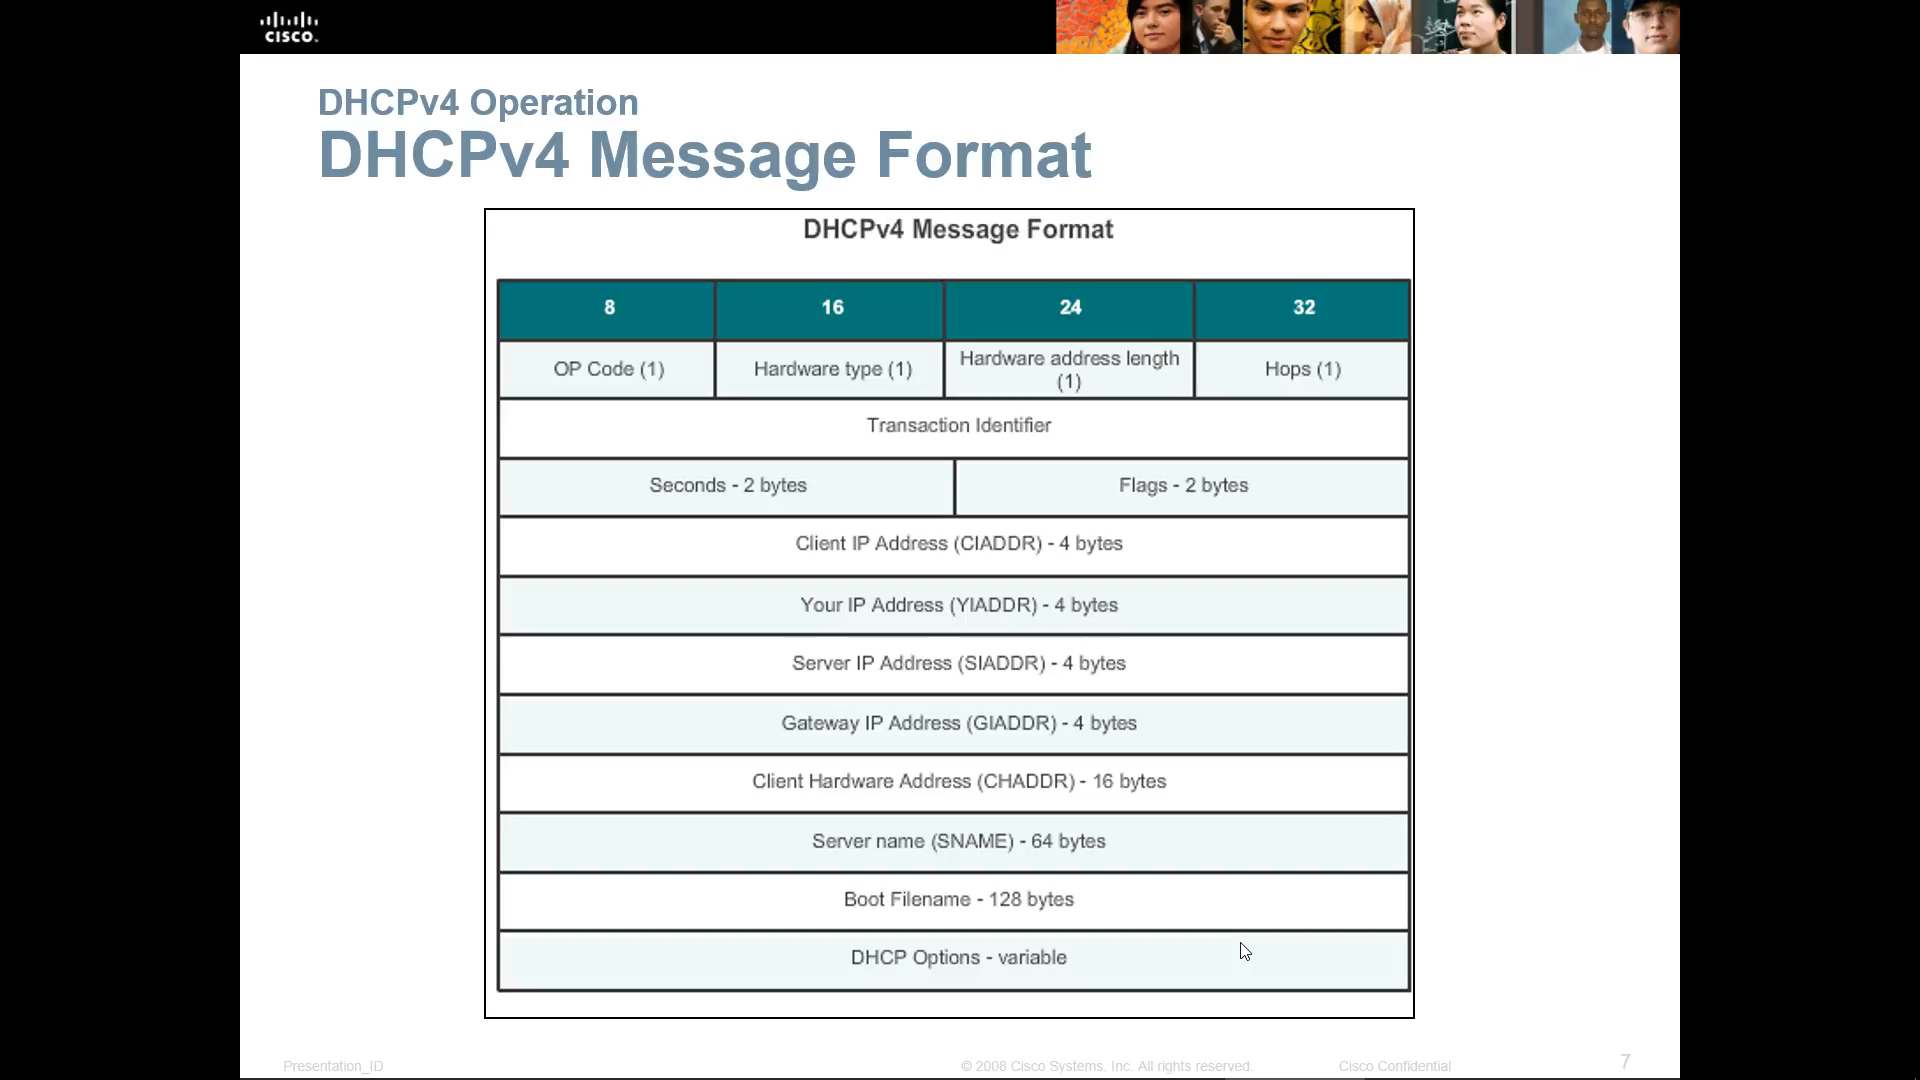 CISCO.
DHCPv4 Operation
DHCPv4 Message Format
DHCPv4 Message Format
8 16 24 32
OP Code (1) Hardware type (1) Hardware address length (1) Hops (1)
Transaction Identifier
Seconds - 2 bytes Flags - 2 bytes
Client IP Address (CIADDR) - 4 bytes
Your IP Address (YIADDR) - 4 bytes
Server IP Address (SIADDR) - 4 bytes
Gateway IP Address (GIADDR) - 4 bytes
Client Hardware Address (CHADDR) - 16 bytes
Server name (SNAME) - 64 bytes
Boot Filename - 128 bytes
DHCP Options - variable
Presentation_ID © 2008 Cisco Systems, Inc. All rights reserved. Cisco Confidential 7